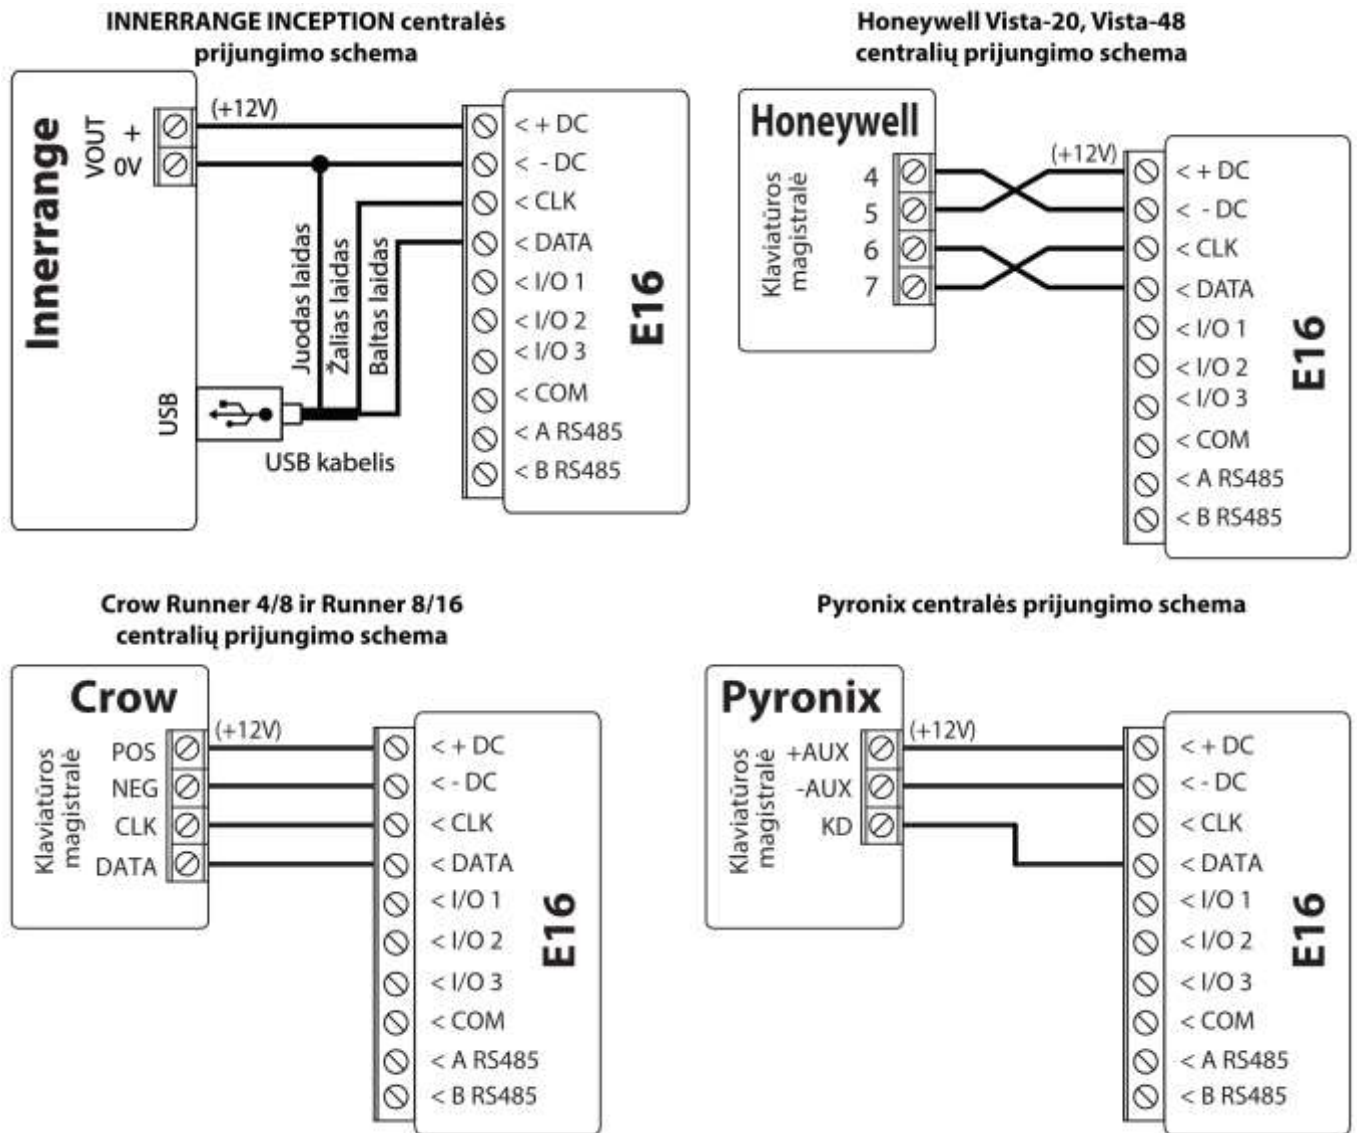 INNERRANGE INCEPTION centralės
prijungimo schema
Innerrange
VOUT
+
0V
(+12V)
Juodas laidas
Žalias laidas
Baltas laidas
USB
USB kabelis
< + DC
< - DC
< CLK
< DATA
< I/O 1
< I/O 2
< I/O 3
< COM
< A RS485
< B RS485
E16
Honeywell Vista-20, Vista-48
centralių prijungimo schema
Honeywell
Klaviatūros
magistralė
4
5
6
7
(+12V)
< + DC
< - DC
< CLK
< DATA
< I/O 1
< I/O 2
< I/O 3
< COM
< A RS485
< B RS485
E16
Crow Runner 4/8 ir Runner 8/16
centralių prijungimo schema
Crow
Klaviatūros
magistralė
POS
NEG
CLK
DATA
(+12V)
< + DC
< - DC
< CLK
< DATA
< I/O 1
< I/O 2
< I/O 3
< COM
< A RS485
< B RS485
E16
Pyronix centralės prijungimo schema
Pyronix
Klaviatūros
magistralė
+AUX
-AUX
KD
(+12V)
< + DC
< - DC
< CLK
< DATA
< I/O 1
< I/O 2
< I/O 3
< COM
< A RS485
< B RS485
E16